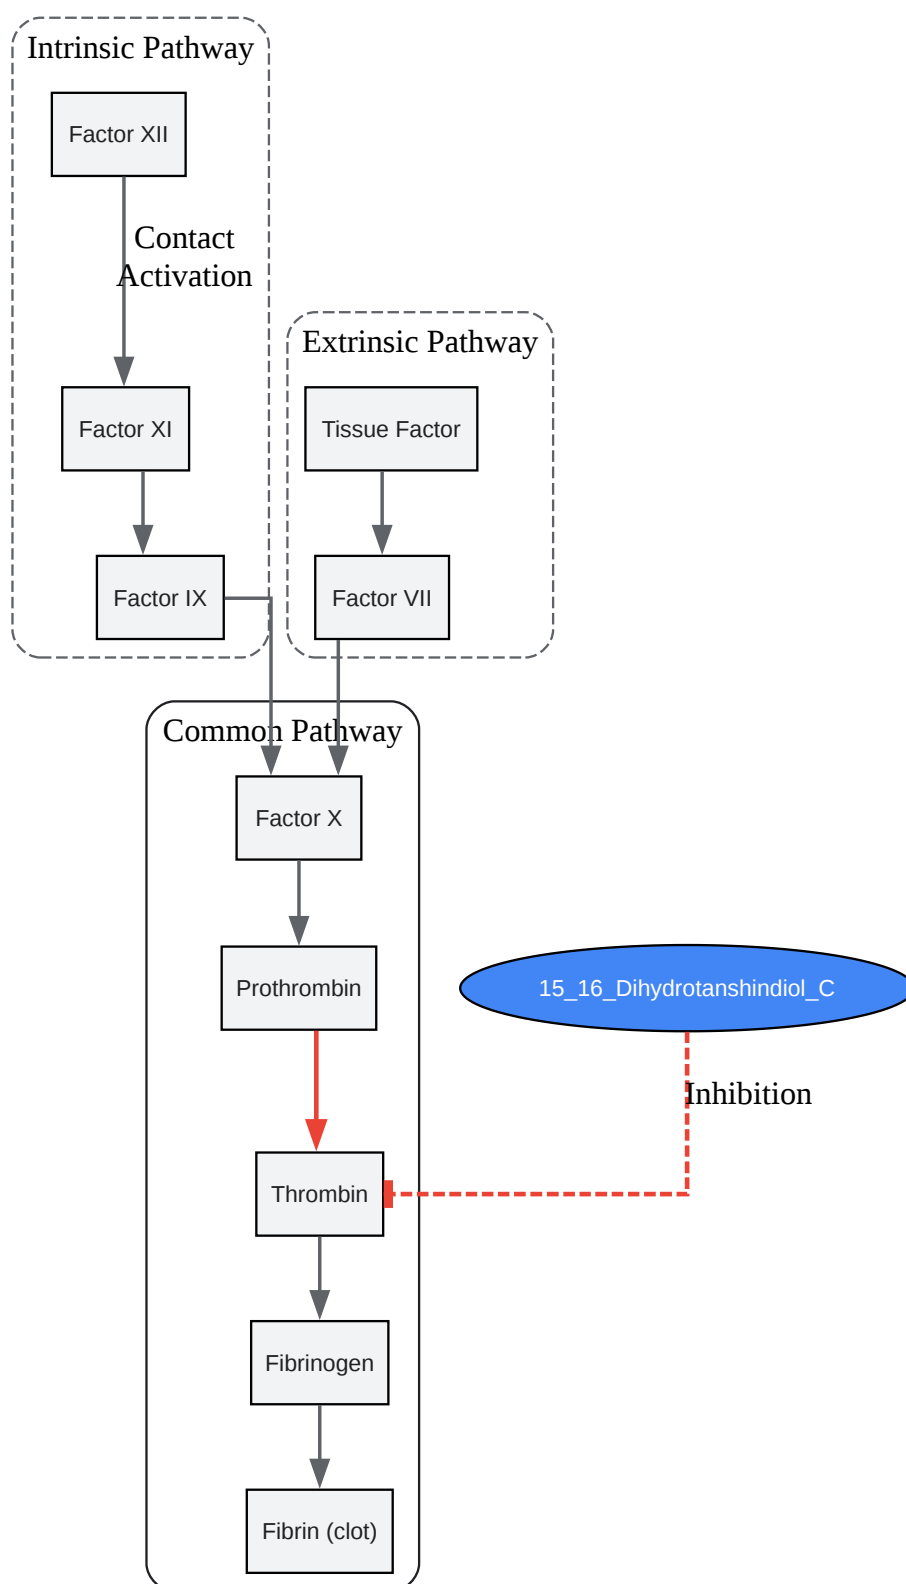 Intrinsic Pathway
Factor XII
Contact
Activation
Extrinsic Pathway
Factor XI
Tissue Factor
Factor IX
Factor VII
Common Pathway
Factor X
Prothrombin
15_16_Dihydrotanshindiol_C
Inhibition
Thrombin
Fibrinogen
Fibrin (clot)